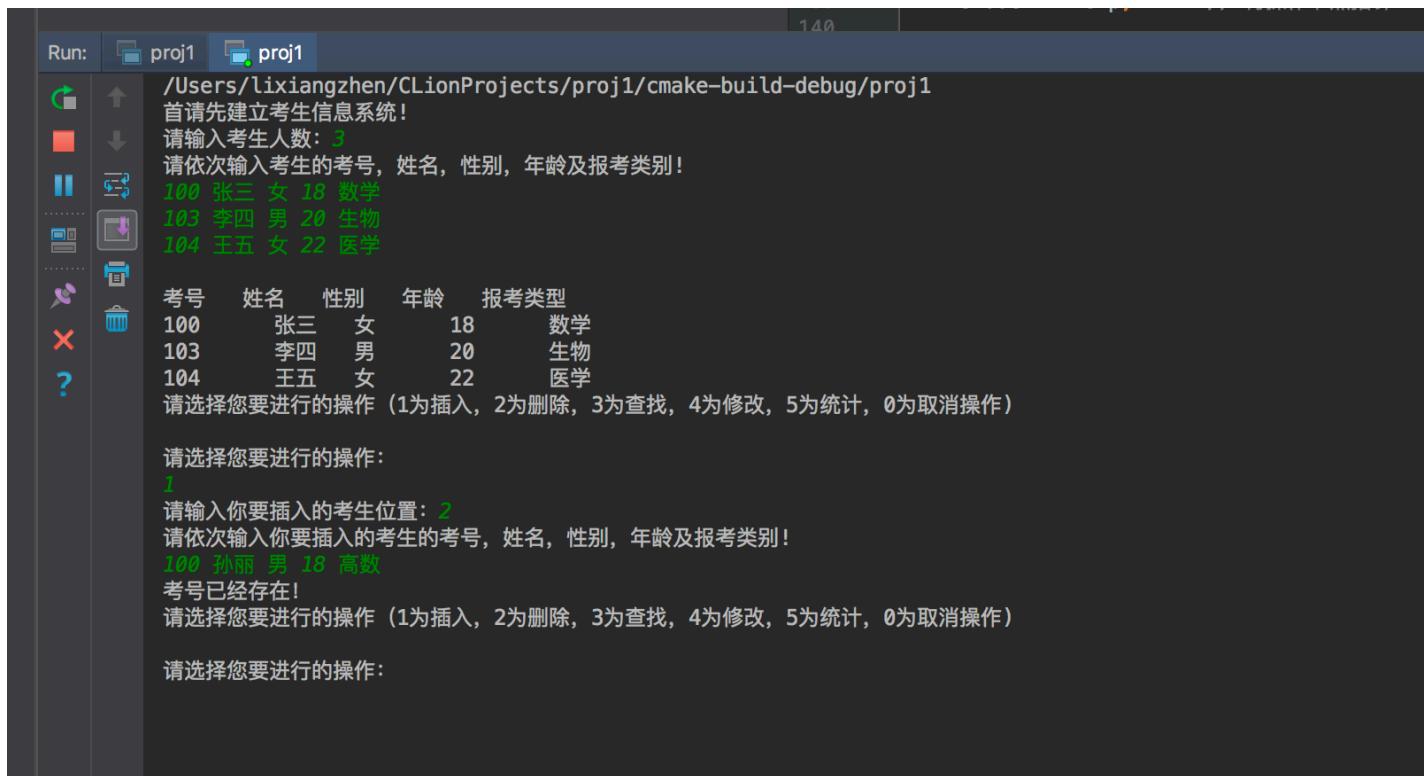 140
Run: proj1 proj1
/Users/lixiangzhen/CLionProjects/proj1/cmake-build-debug/proj1
首请先建立考生信息系统!
请输入考生人数：3
请依次输入考生的考号，姓名，性别，年龄及报考类别!
100 张三 女 18 数学
103 李四 男 20 生物
104 王五 女 22 医学
考号 姓名 性别 年龄 报考类型
100 张三 女 18 数学
103 李四 男 20 生物
104 王五 女 22 医学
请选择您要进行的操作（1为插入，2为删除，3为查找，4为修改，5为统计，0为取消操作）
请选择您要进行的操作：
1
请输入你要插入的考生位置：2
请依次输入你要插入的考生的考号，姓名，性别，年龄及报考类别!
100 孙丽 男 18 高数
考号已经存在!
请选择您要进行的操作（1为插入，2为删除，3为查找，4为修改，5为统计，0为取消操作）
请选择您要进行的操作：